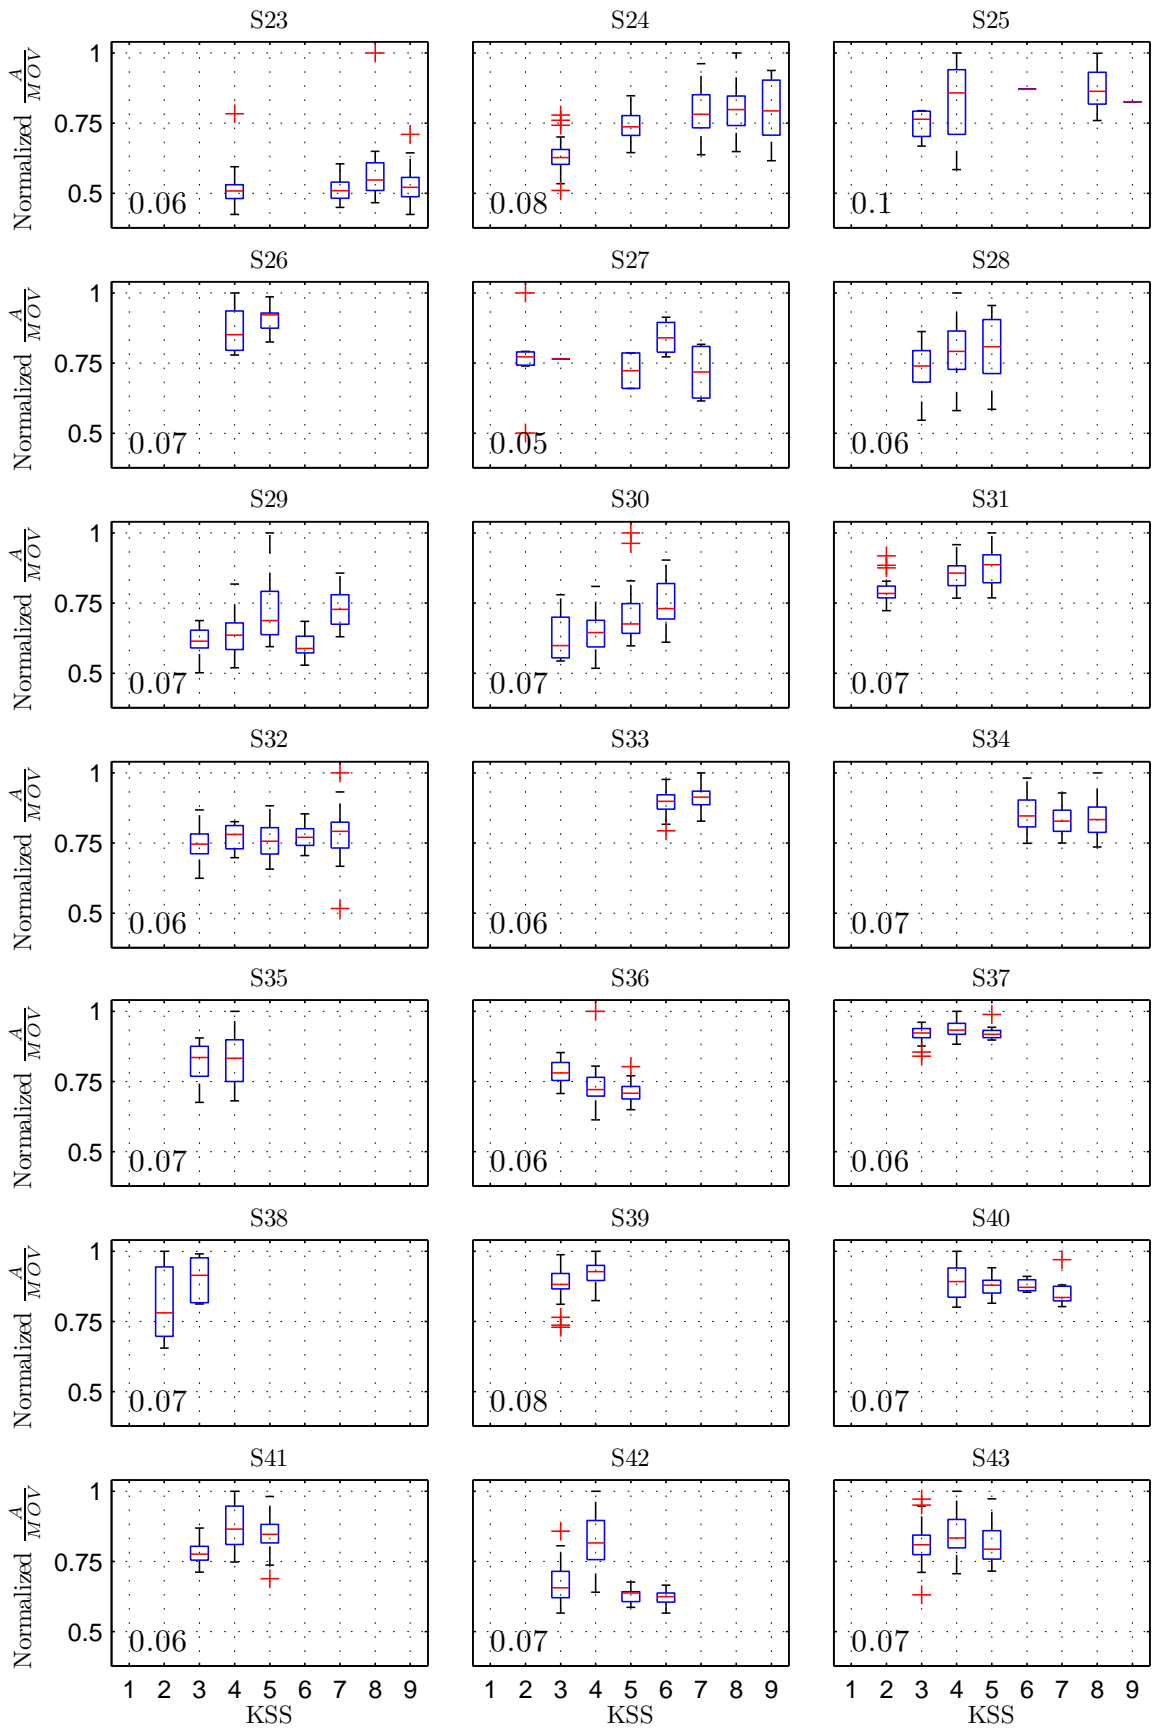 S23 S24 S25
Normalized A/MOV
1
0.75
0.5
0.06 0.08 0.1
S26 S27 S28
Normalized A/MOV
1
0.75
0.5
0.07 0.05 0.06
S29 S30 S31
Normalized A/MOV
1
0.75
0.5
0.07 0.07 0.07
S32 S33 S34
Normalized A/MOV
1
0.75
0.5
0.06 0.06 0.07
S35 S36 S37
Normalized A/MOV
1
0.75
0.5
0.07 0.06 0.06
S38 S39 S40
Normalized A/MOV
1
0.75
0.5
0.07 0.08 0.07
S41 S42 S43
Normalized A/MOV
1
0.75
0.5
0.06 0.07 0.07
1 2 3 4 5 6 7 8 9 1 2 3 4 5 6 7 8 9 1 2 3 4 5 6 7 8 9
KSS KSS KSS